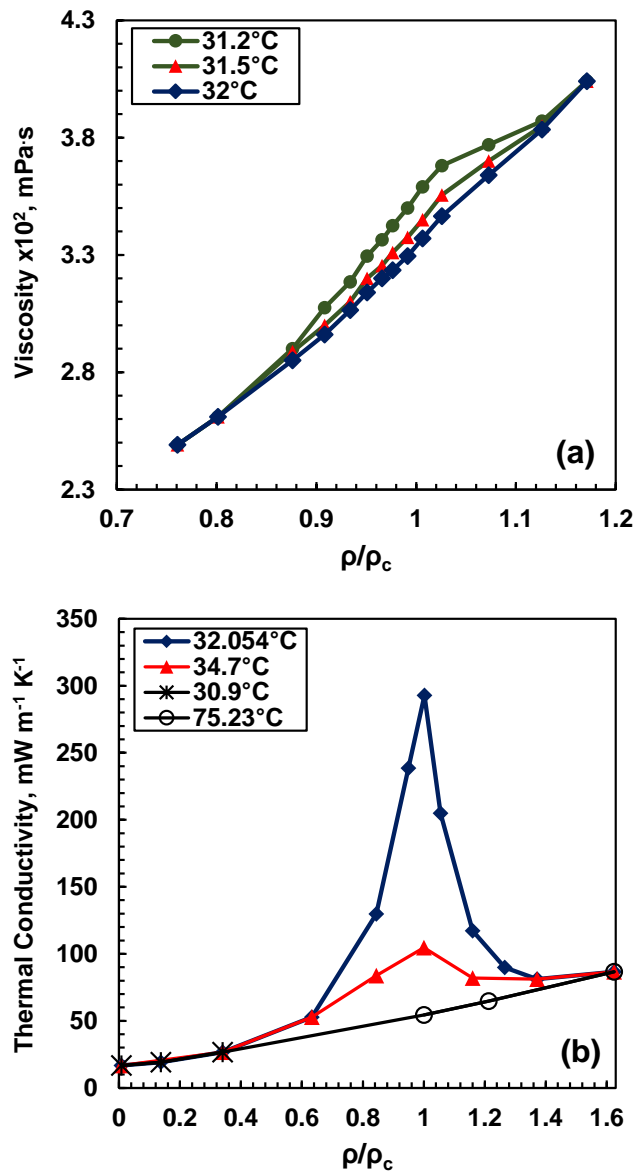 4.3
3.8
3.3
2.8
2.3
Viscosity x10², mPa·s
31.2°C
31.5°C
32°C
(a)
0.7 0.8 0.9 1 1.1 1.2
ρ/ρc
350
300
250
200
150
100
50
0
Thermal Conductivity, mW m⁻¹ K⁻¹
32.054°C
34.7°C
30.9°C
75.23°C
(b)
0 0.2 0.4 0.6 0.8 1 1.2 1.4 1.6
ρ/ρc